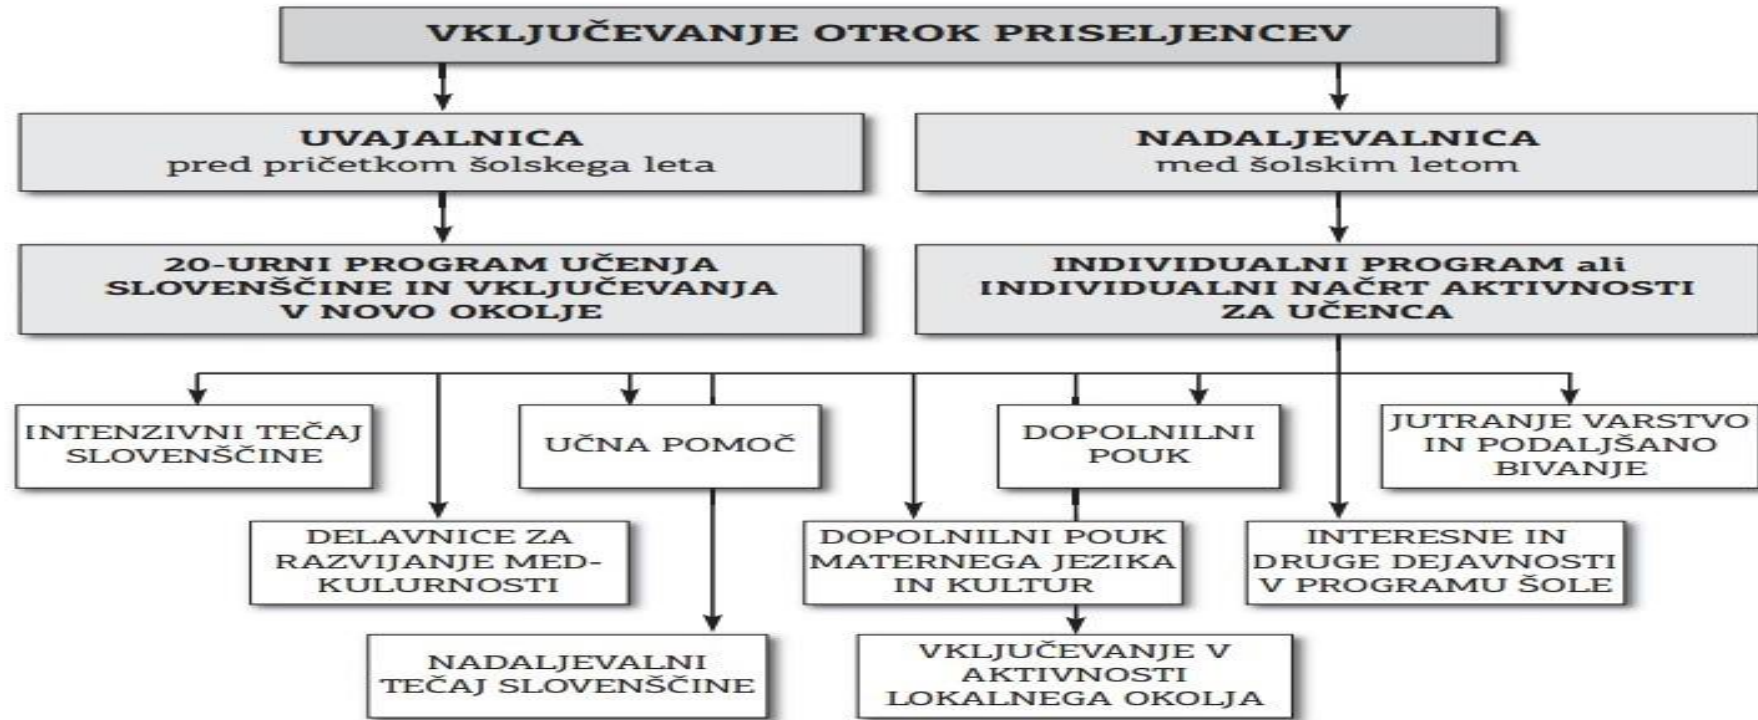 VKLJUČEVANJE OTROK PRISELJENCEV
UVAJALNICA
pred pričetkom šolskega leta
NADALJEVALNICA
med šolskim letom
20-URNI PROGRAM UČENJA
SLOVENŠČINE IN VKLJUČEVANJA
V NOVO OKOLJE
INDIVIDUALNI PROGRAM ali
INDIVIDUALNI NAČRT AKTIVNOSTI
ZA UČENCA
INTENZIVNI TEČAJ
SLOVENŠČINE
UČNA POMOČ
DOPOLNILNI
POUK
JUTRANJE VARSTVO
IN PODALJŠANO
BIVANJE
DELAVNICE ZA
RAZVIJANJE MED-
KULURNOSTI
DOPOLNILNI POUK
MATERNEGA JEZIKA
IN KULTUR
INTERESNE IN
DRUGE DEJAVNOSTI
V PROGRAMU ŠOLE
NADALJEVALNI
TEČAJ SLOVENŠČINE
VKLJUČEVANJE V
AKTIVNOSTI
LOKALNEGA OKOLJA